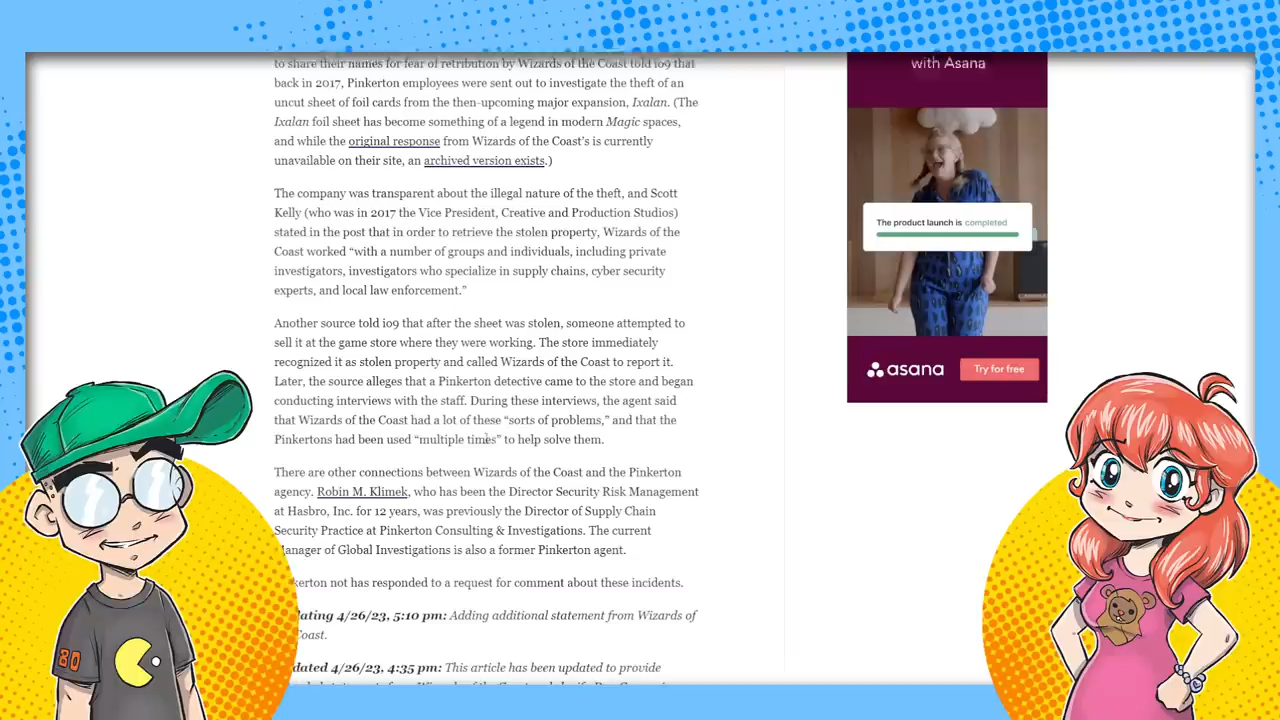 to share their names for fear of retribution by Wizards of the Coast told io9 that
back in 2017, Pinkerton employees were sent out to investigate the theft of an
uncut sheet of foil cards from the then-upcoming major expansion, Ixalan. (The
Ixalan foil sheet has become something of a legend in modern Magic spaces,
and while the original response from Wizards of the Coast's is currently
unavailable on their site, an archived version exists.)
The company was transparent about the illegal nature of the theft, and Scott
Kelly (who was in 2017 the Vice President, Creative and Production Studios)
stated in the post that in order to retrieve the stolen property, Wizards of the
Coast worked “with a number of groups and individuals, including private
investigators, investigators who specialize in supply chains, cyber security
experts, and local law enforcement.”
Another source told io9 that after the sheet was stolen, someone attempted to
sell it at the game store where they were working. The store immediately
recognized it as stolen property and called Wizards of the Coast to report it.
Later, the source alleges that a Pinkerton detective came to the store and began
conducting interviews with the staff. During these interviews, the agent said
that Wizards of the Coast had a lot of these “sorts of problems,” and that the
Pinkertons had been used “multiple times” to help solve them.
There are other connections between Wizards of the Coast and the Pinkerton
agency. Robin M. Klimek, who has been the Director Security Risk Management
at Hasbro, Inc. for 12 years, was previously the Director of Supply Chain
Security Practice at Pinkerton Consulting & Investigations. The current
anager of Global Investigations is also a former Pinkerton agent.
kerton not has responded to a request for comment about these incidents.
lating 4/26/23, 5:10 pm: Adding additional statement from Wizards of
Coast.
dated 4/26/23, 4:35 pm: This article has been updated to provide
with Asana
The product launch is completed
asana
Try for free
80